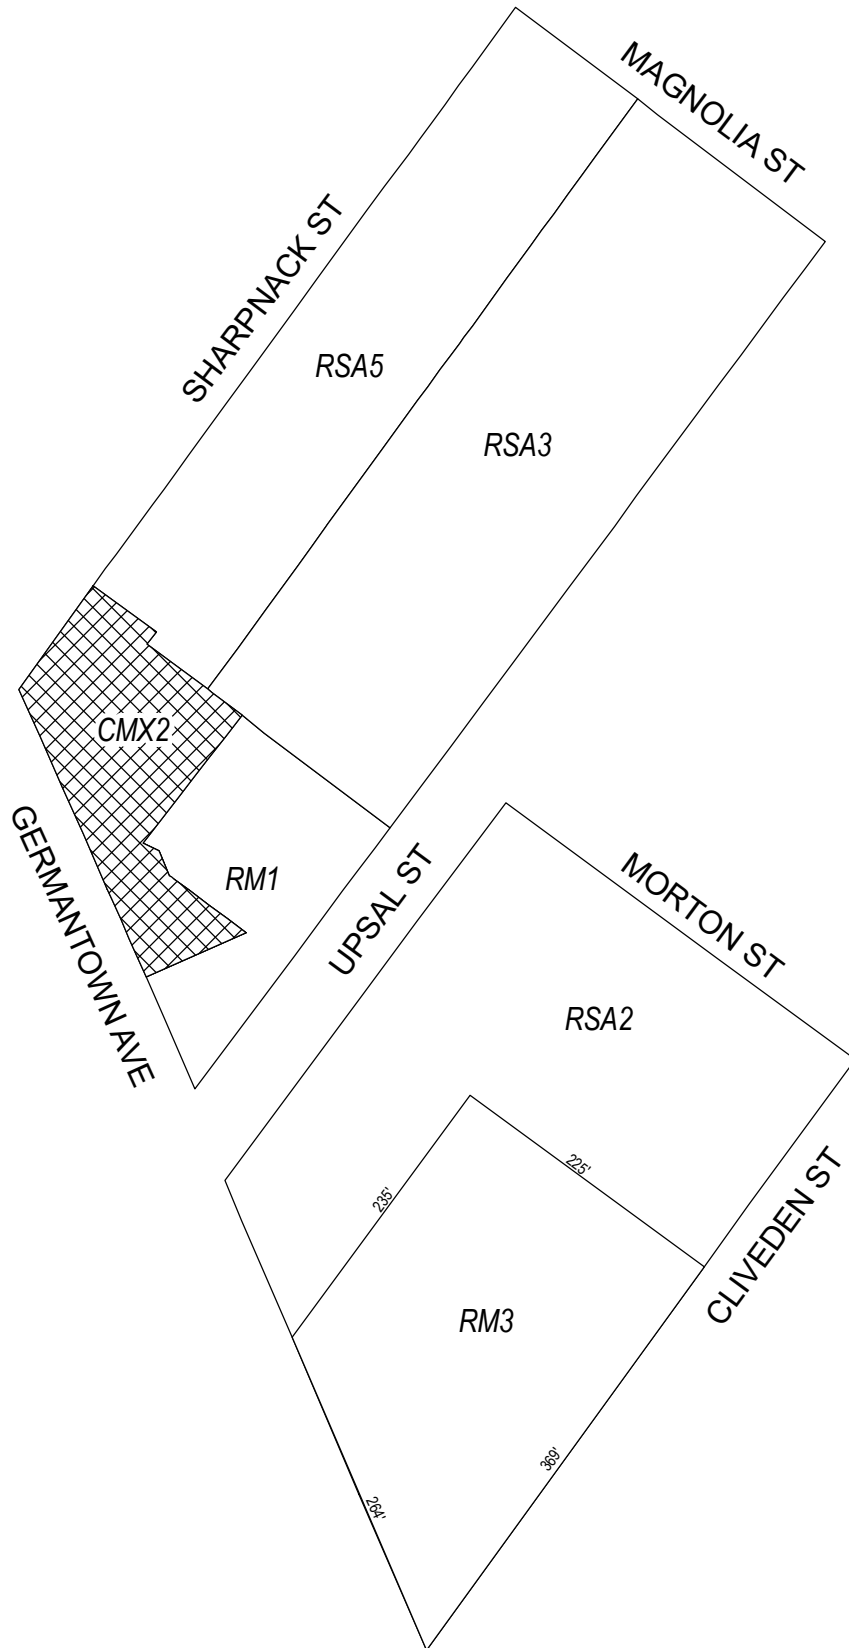 MAGNOLIA ST
SHARPNACK ST
RSA5
RSA3
CMX2
GERMANTOWN AVE
RM1
UPSAL ST
MORTON ST
RSA2
225'
235'
CLIVEDEN ST
RM3
369'
264'